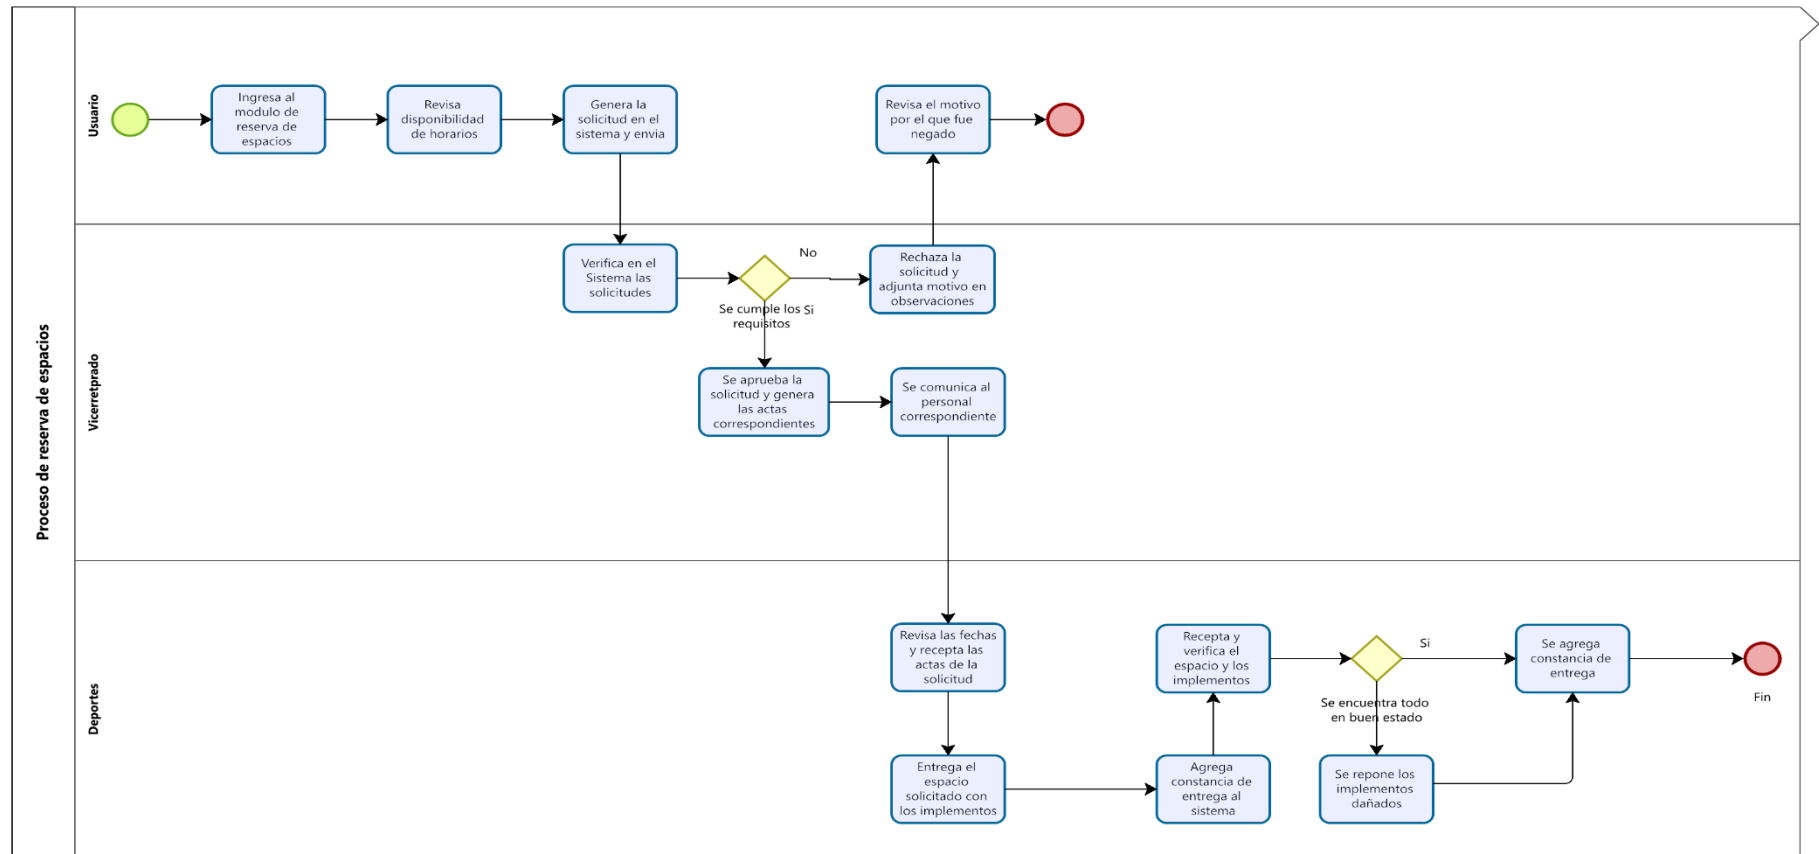 Proceso de reserva de espacios
Usuario
Ingresa al
modulo de
reserva de
espacios
Revisa
disponibilidad
de horarios
Genera la
solicitud en el
sistema y envia
Revisa el motivo
por el que fue
negado
Vicerretprado
Verifica en el
Sistema las
solicitudes
No
Se cumple los
requisitos
Si
Rechaza la
solicitud y
adjunta motivo en
observaciones
Se aprueba la
solicitud y genera
las actas
correspondientes
Se comunica al
personal
correspondiente
Deportes
Revisa las fechas
y recepta las
actas de la
solicitud
Entrega el
espacio
solicitado con
los implementos
Agrega
constancia de
entrega al
sistema
Recepta y
verifica el
espacio y los
implementos
Si
Se encuentra todo
en buen estado
Se repone los
implementos
dañados
Se agrega
constancia de
entrega
Fin